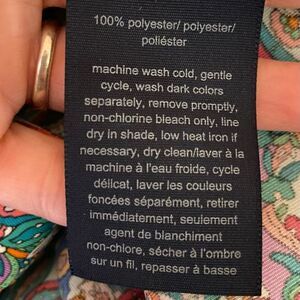 100% polyester/ polyester/
poliéster
machine wash cold, gentle
cycle, wash dark colors
separately, remove promptly,
non-chlorine bleach only, line
dry in shade, low heat iron if
necessary, dry clean/laver à la
machine à l'eau froide, cycle
délicat, laver les couleurs
foncées séparément, retirer
immédiatement, seulement
agent de blanchiment
non-chlore, sécher à l'ombre
sur un fil, repasser à basse